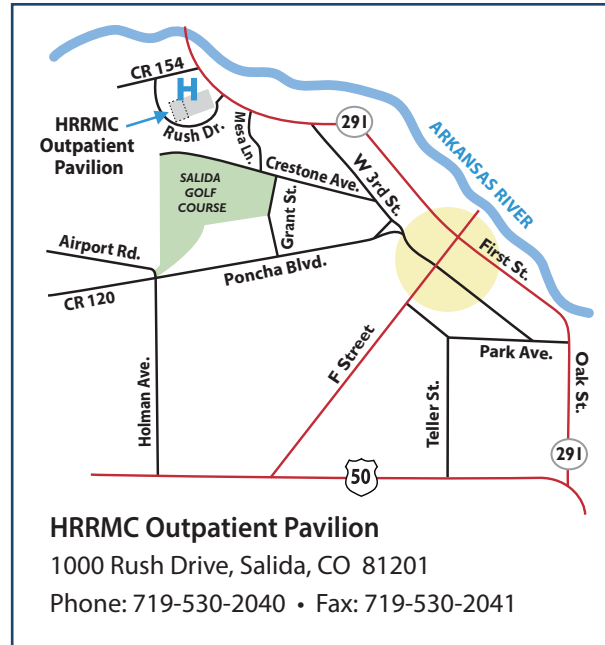 CR 154
H
HRRMC
Outpatient
Pavilion
Rush Dr.
Mesa Ln.
291
ARKANSAS RIVER
W 3rd St.
Crestone Ave.
SALIDA
GOLF
COURSE
Grant St.
Airport Rd.
First St.
Poncha Blvd.
CR 120
F Street
Park Ave.
Holman Ave.
Teller St.
Oak St.
291
50
HRRMC Outpatient Pavilion
1000 Rush Drive, Salida, CO 81201
Phone: 719-530-2040 • Fax: 719-530-2041